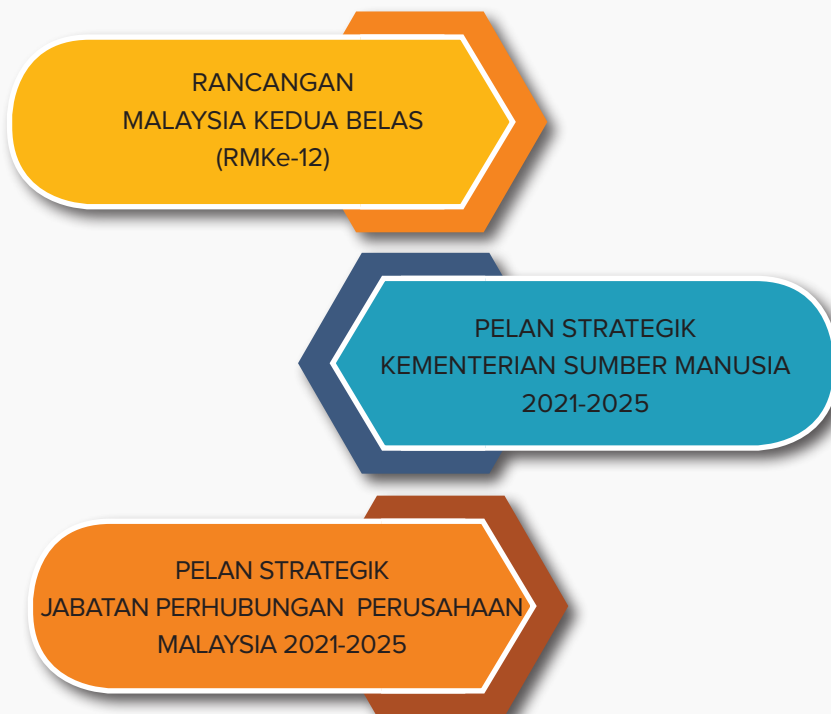 RANCANGAN
MALAYSIA KEDUA BELAS
(RMKe-12)
PELAN STRATEGIK
KEMENTERIAN SUMBER MANUSIA
2021-2025
PELAN STRATEGIK
JABATAN PERHUBUNGAN PERUSAHAAN
MALAYSIA 2021-2025